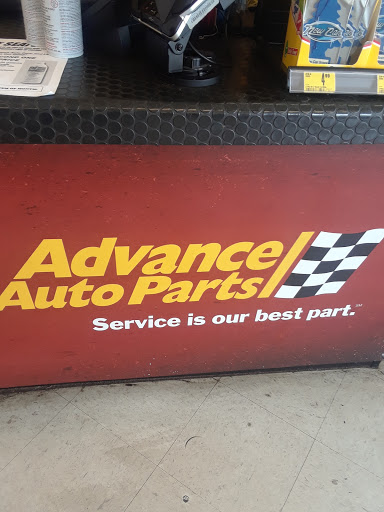 Advance
Auto Parts
Service is our best part.